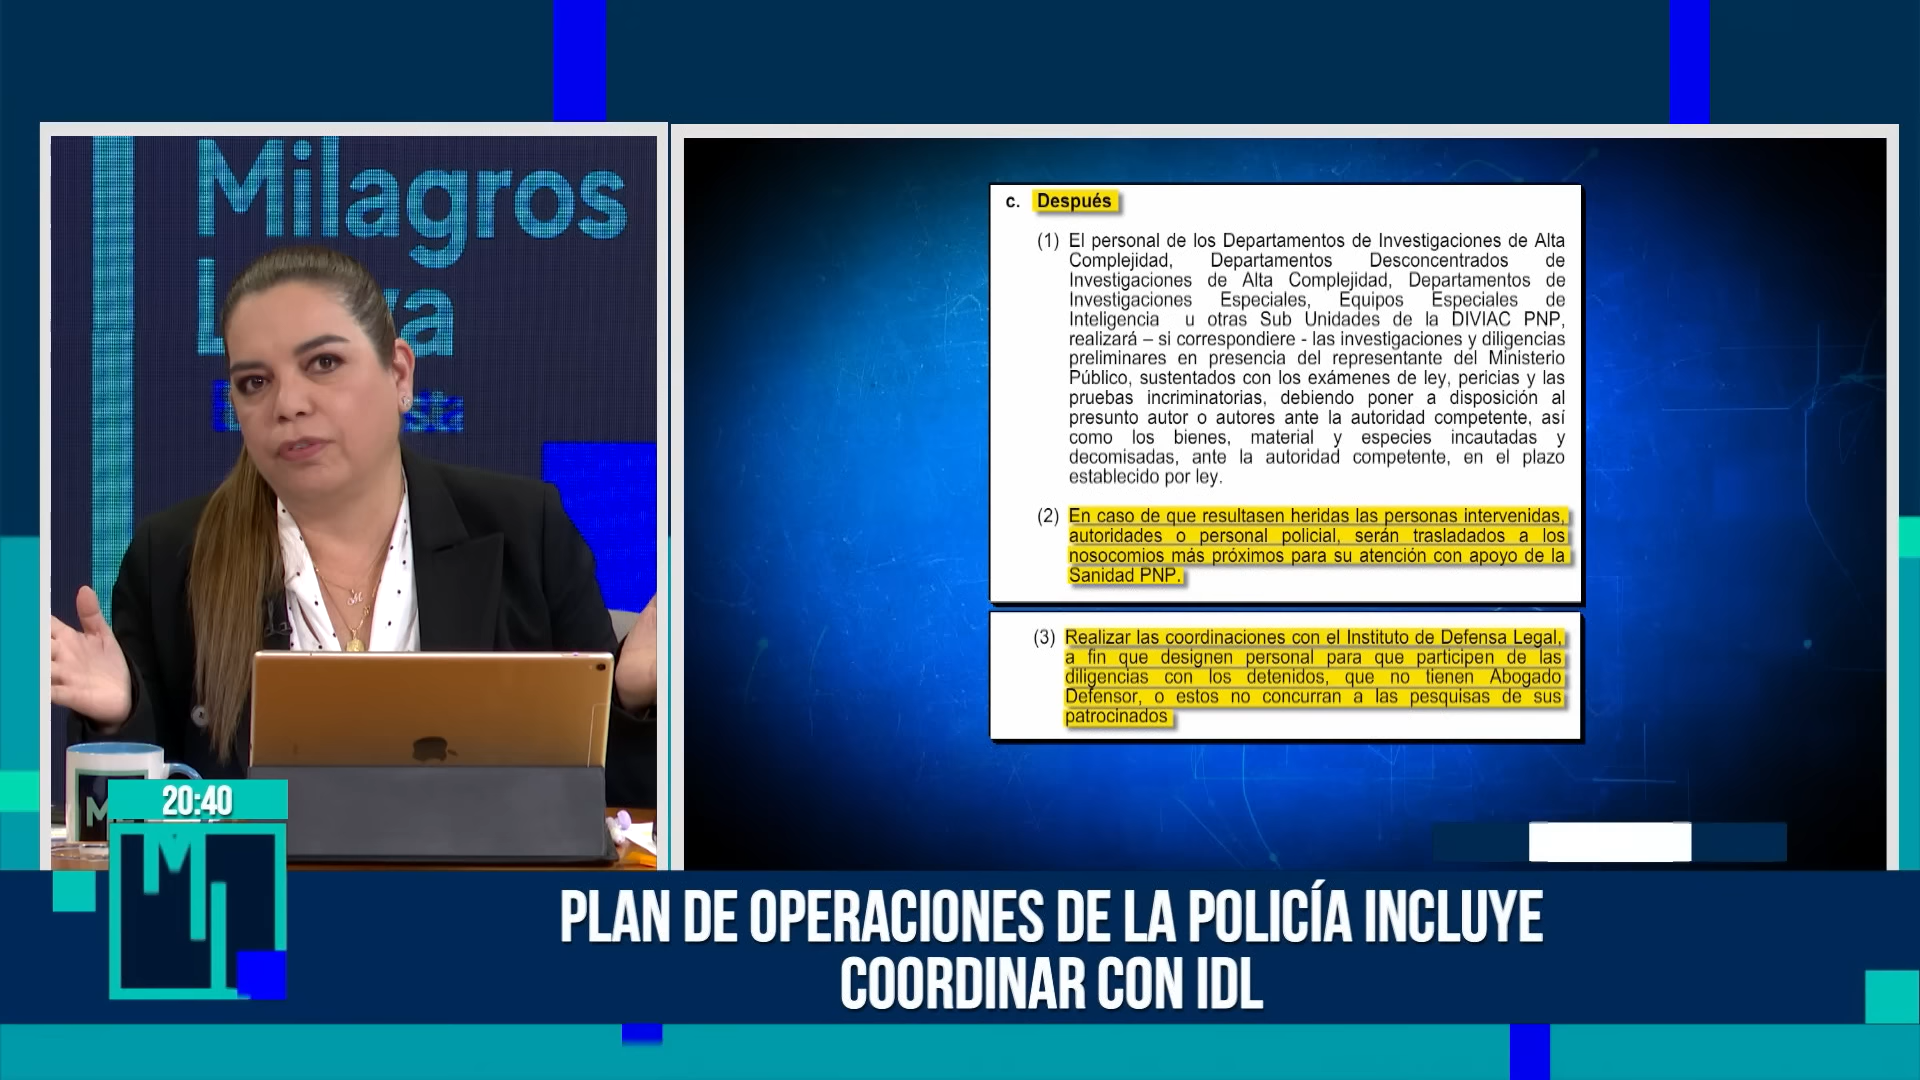 Milagros
c. Después
(1) El personal de los Departamentos de Investigaciones de Alta
Complejidad, Departamentos Desconcentrados de
Investigaciones de Alta Complejidad, Departamentos de
Investigaciones Especiales, Equipos Especiales de
Inteligencia u otras Sub Unidades de la DIVIAC PNP,
realizará – si correspondiere - las investigaciones y diligencias
preliminares en presencia del representante del Ministerio
Público, sustentados con los exámenes de ley, pericias y las
pruebas incriminatorias, debiendo poner a disposición al
presunto autor o autores ante la autoridad competente, así
como los bienes, material y especies incautadas y
decomisadas, ante la autoridad competente, en el plazo
establecido por ley.
(2) En caso de que resultasen heridas las personas intervenidas,
autoridades o personal policial, serán trasladados a los
nosocomios más próximos para su atención con apoyo de la
Sanidad PNP.
(3) Realizar las coordinaciones con el Instituto de Defensa Legal,
a fin que designen personal para que participen de las
diligencias con los detenidos, que no tienen Abogado
Defensor, o estos no concurran a las pesquisas de sus
patrocinados
20:40
ML
PLAN DE OPERACIONES DE LA POLICÍA INCLUYE
COORDINAR CON IDL